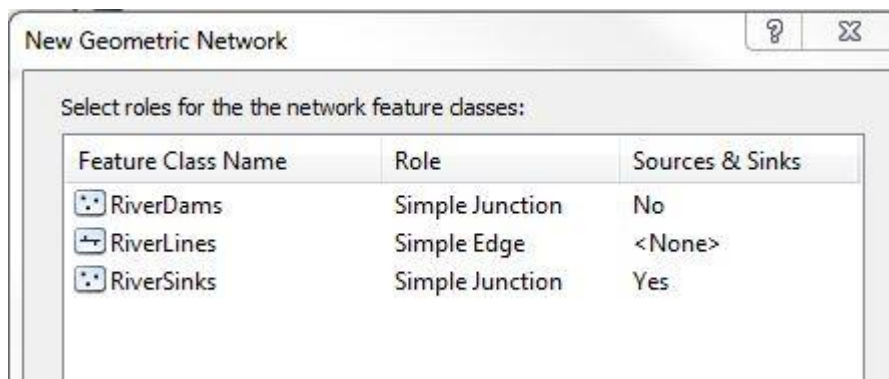 New Geometric Network
Select roles for the the network feature classes:
Feature Class Name Role Sources & Sinks
RiverDams Simple Junction No
RiverLines Simple Edge <None>
RiverSinks Simple Junction Yes